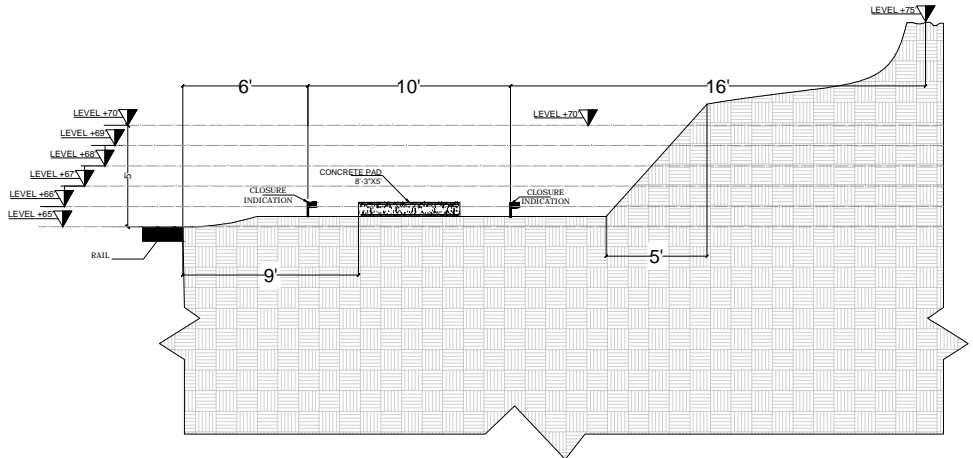 LEVEL +75'
6'
10'
16'
LEVEL +70'
LEVEL +70'
LEVEL +69
LEVEL +68
LEVEL +67
LEVEL +66
LEVEL +65
5'
CONCRETE PAD
8'-3"X5'
CLOSURE
INDICATION
CLOSURE
INDICATION
RAIL
9'
5'